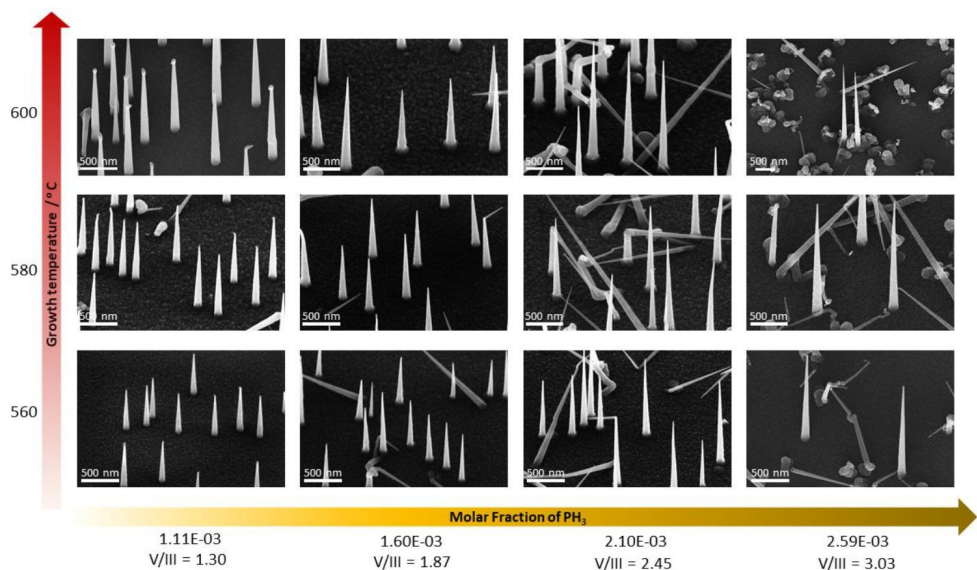 600
500 nm
500 nm
500 nm
500 nm
Growth temperature /°C
580
500 nm
500 nm
500 nm
500 nm
560
500 nm
500 nm
500 nm
500 nm
Molar Fraction of PH₃
1.11E-03
1.60E-03
2.10E-03
2.59E-03
V/III = 1.30
V/III = 1.87
V/III = 2.45
V/III = 3.03